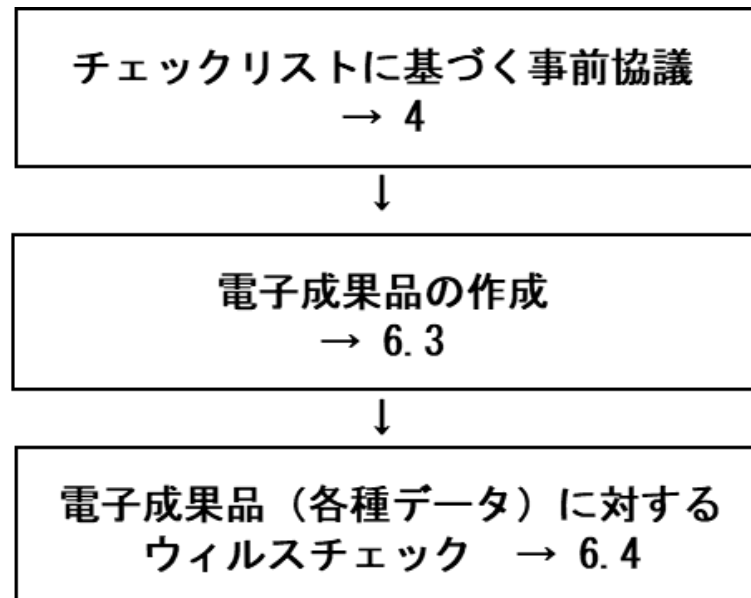 チェックリストに基づく事前協議
→ 4
↓
電子成果品の作成
→ 6.3
↓
電子成果品（各種データ）に対する
ウィルスチェック　→ 6.4